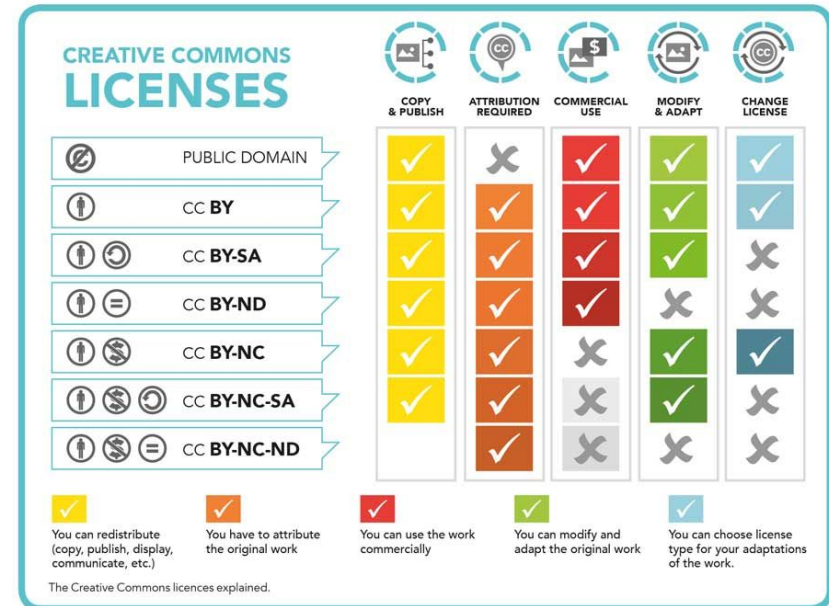 CREATIVE COMMONS
LICENSES
COPY
& PUBLISH
ATTRIBUTION
REQUIRED
COMMERCIAL
USE
MODIFY
& ADAPT
CHANGE
LICENSE
PUBLIC DOMAIN
CC BY
CC BY-SA
CC BY-ND
CC BY-NC
CC BY-NC-SA
CC BY-NC-ND
You can redistribute
(copy, publish, display,
communicate, etc.)
You have to attribute
the original work
You can use the work
commercially
You can modify and
adapt the original work
You can choose license
type for your adaptations
of the work.
The Creative Commons licences explained.